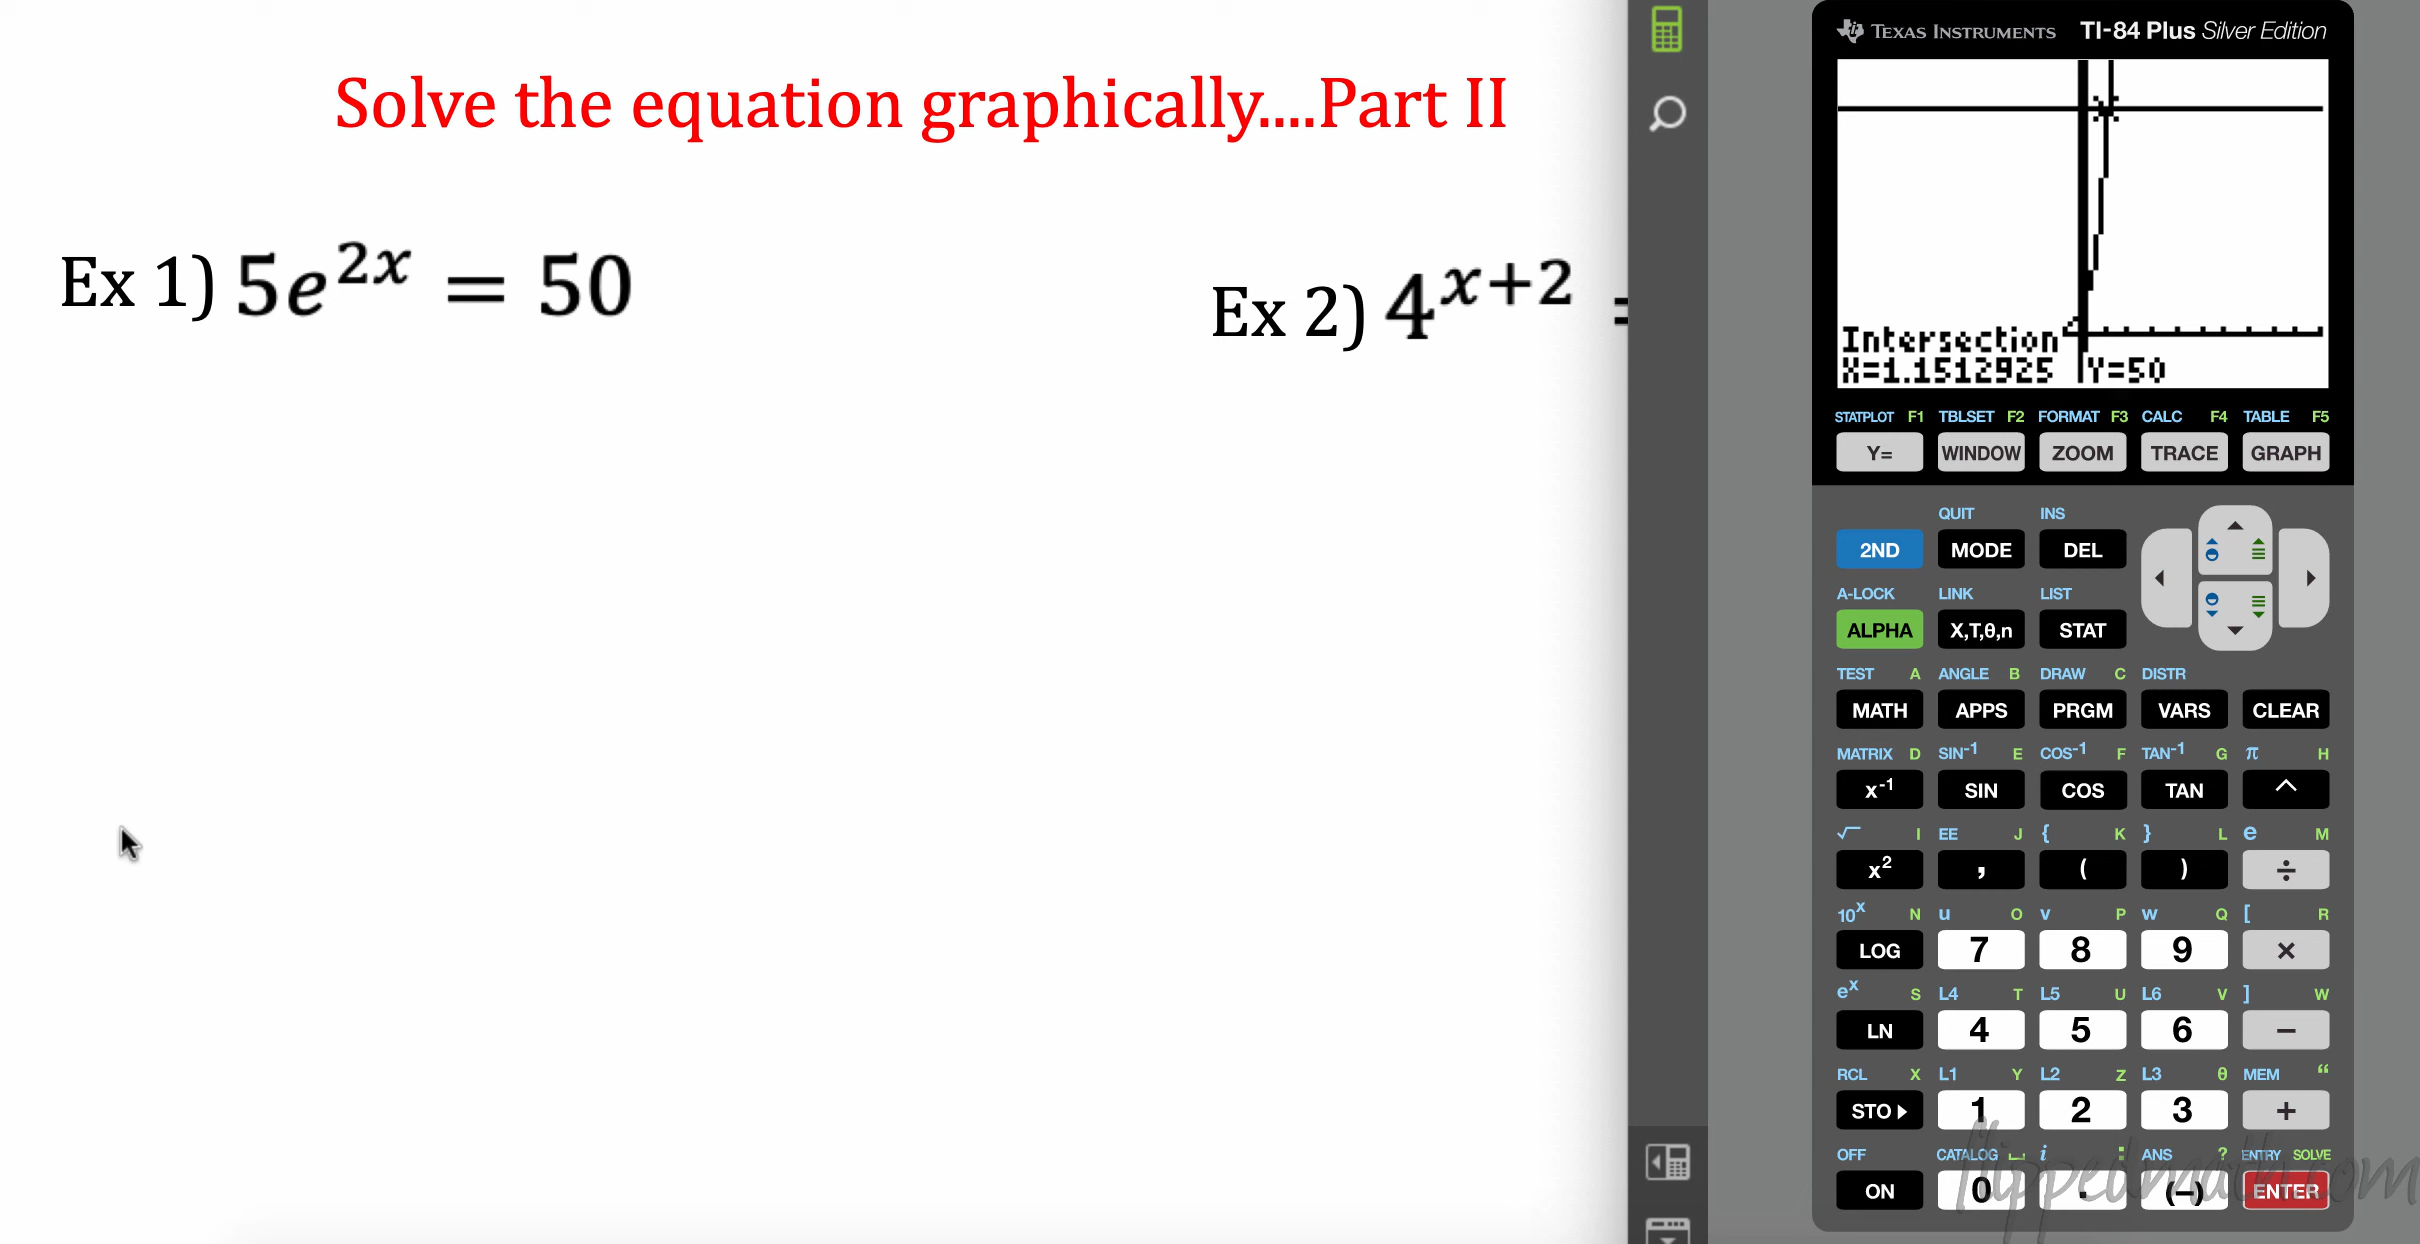 Solve the equation graphically....Part II
Ex 1) 5e^{2x} = 50
Ex 2) 4^{x+2} =
TEXAS INSTRUMENTS TI-84 Plus Silver Edition
Intersection
X=1.1512925 Y=50
STATPLOT F1 TBLSET F2 FORMAT F3 CALC F4 TABLE F5
Y= WINDOW ZOOM TRACE GRAPH
QUIT INS
2ND MODE DEL
A-LOCK LINK LIST
ALPHA X,T,θ,n STAT
TEST A ANGLE B DRAW C DISTR
MATH APPS PRGM VARS CLEAR
MATRIX D SIN⁻¹ E COS⁻¹ F TAN⁻¹ G π H
x⁻¹ SIN COS TAN ^
√ I EE J { K } L e M
x² , ( ) ÷
10ˣ N u O v P w Q [ R
LOG 7 8 9 ×
eˣ S L4 T L5 U L6 V ] W
LN 4 5 6 −
RCL X L1 Y L2 Z L3 θ MEM “
STO▶ 1 2 3 +
OFF CATALOG ⎵ i : ANS ? ENTRY SOLVE
ON 0 . (−) ENTER
flippedmath.com